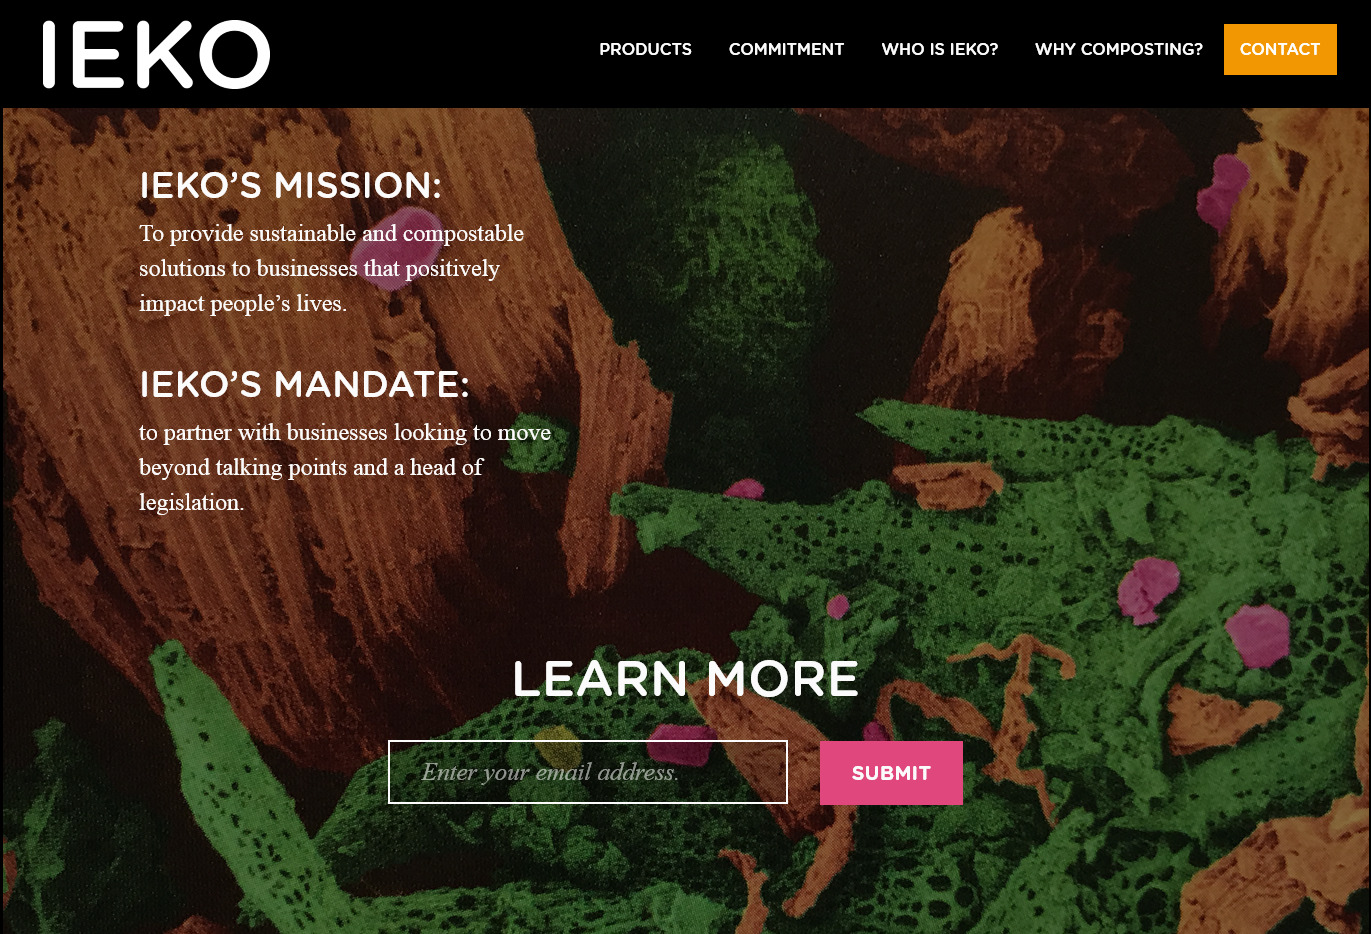 IEKO
PRODUCTS
COMMITMENT
WHO IS IEKO?
WHY COMPOSTING?
CONTACT
IEKO’S MISSION:
To provide sustainable and compostable
solutions to businesses that positively
impact people’s lives.
IEKO’S MANDATE:
to partner with businesses looking to move
beyond talking points and a head of
legislation.
LEARN MORE
Enter your email address.
SUBMIT